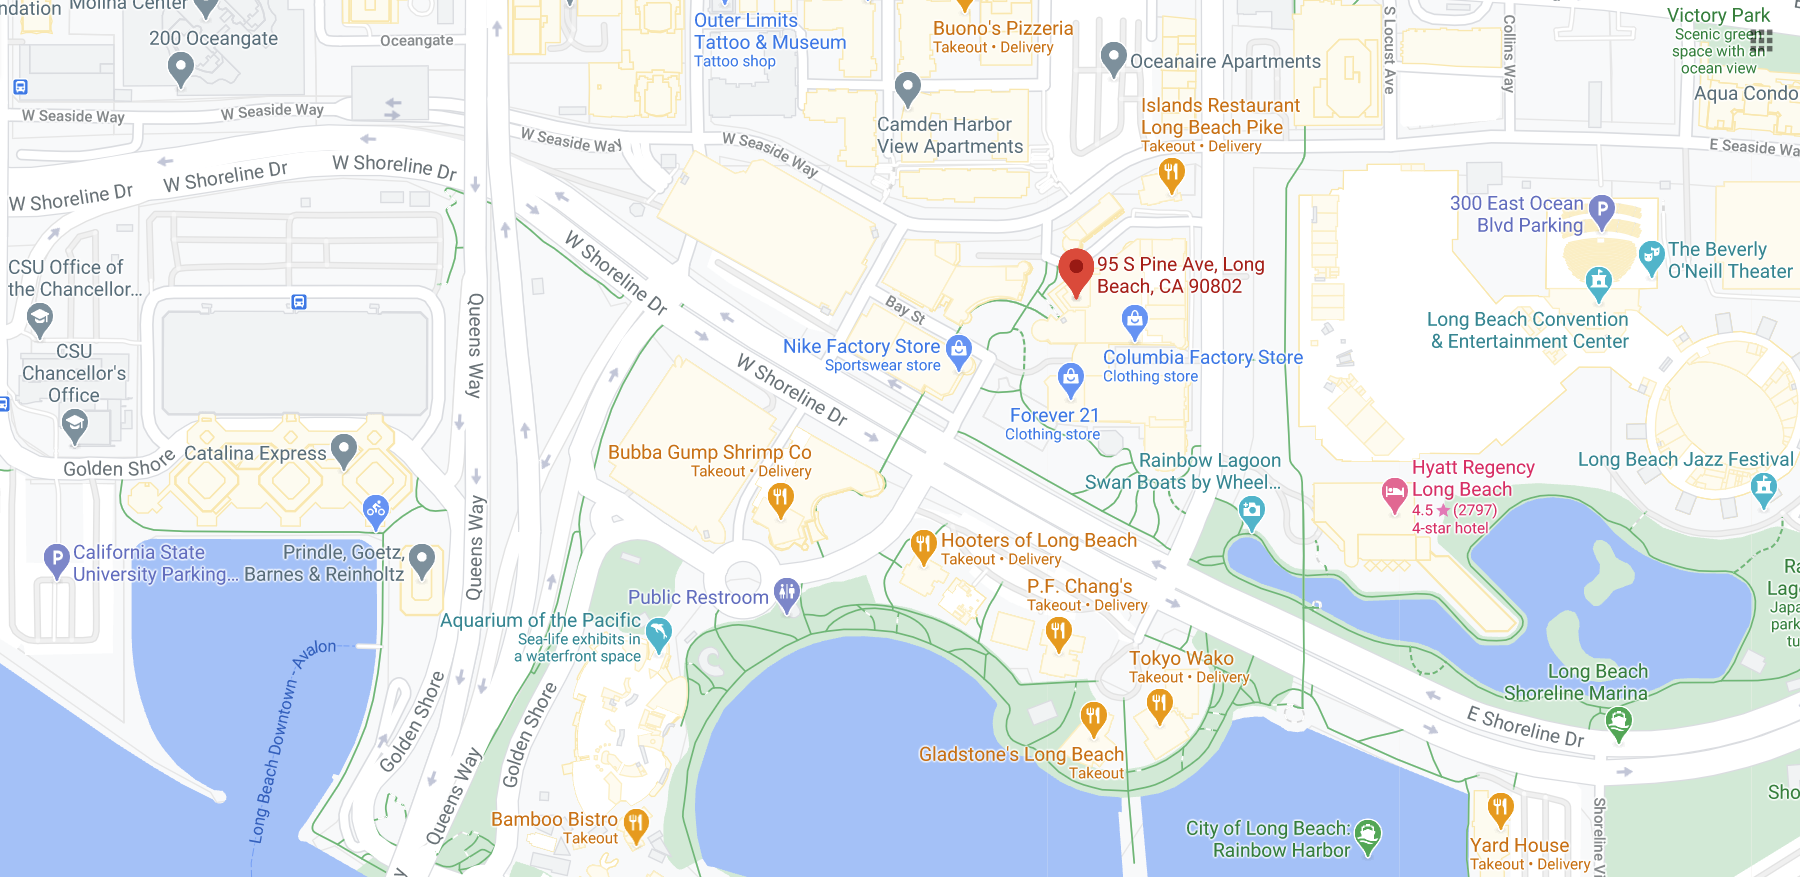 ndation
Molina Center
200 Oceangate
Oceangate
Outer Limits
Tattoo & Museum
Tattoo shop
Buono's Pizzeria
Takeout • Delivery
Oceanaire Apartments
S Locust Ave
Collins Way
Victory Park
Scenic green
space with an
ocean view
Aqua Condo
W Seaside Way
W Seaside Way
W Seaside Way
W Seaside Way
E Seaside Wa
Camden Harbor
View Apartments
Islands Restaurant
Long Beach Pike
Takeout • Delivery
W Shoreline Dr
W Shoreline Dr
W Shoreline Dr
300 East Ocean
Blvd Parking
P
The Beverly
O'Neill Theater
CSU Office of
the Chancellor...
W Shoreline Dr
95 S Pine Ave, Long
Beach, CA 90802
Bay St
Queens Way
Long Beach Convention
& Entertainment Center
CSU
Chancellor's
Office
Nike Factory Store
Sportswear store
Columbia Factory Store
Clothing store
W Shoreline Dr
Forever 21
Clothing store
Golden Shore
Catalina Express
Bubba Gump Shrimp Co
Takeout • Delivery
Rainbow Lagoon
Swan Boats by Wheel...
Hyatt Regency
Long Beach
4.5 ★ (2797)
4-star hotel
Long Beach Jazz Festival
Queens Way
P
California State
University Parking...
Prindle, Goetz,
Barnes & Reinholtz
Hooters of Long Beach
Takeout • Delivery
P.F. Chang's
Takeout • Delivery
Public Restroom
Aquarium of the Pacific
Sea-life exhibits in
a waterfront space
Ra
Lag
Japa
park
tu
Tokyo Wako
Takeout • Delivery
Long Beach
Shoreline Marina
Long Beach Downtown - Avalon
Golden Shore
Golden Shore
E Shoreline Dr
Gladstone's Long Beach
Takeout
Queens Way
Sho
Bamboo Bistro
Takeout
City of Long Beach:
Rainbow Harbor
Yard House
Takeout • Delivery
Shoreline Vi